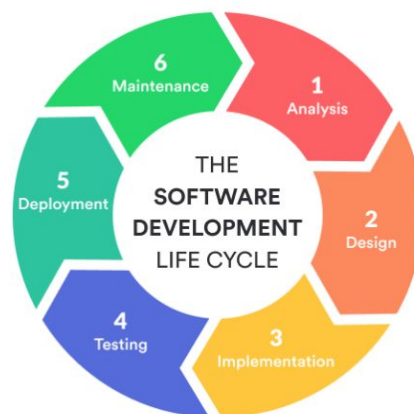 THE
SOFTWARE
DEVELOPMENT
LIFE CYCLE
1
Analysis
2
Design
3
Implementation
4
Testing
5
Deployment
6
Maintenance